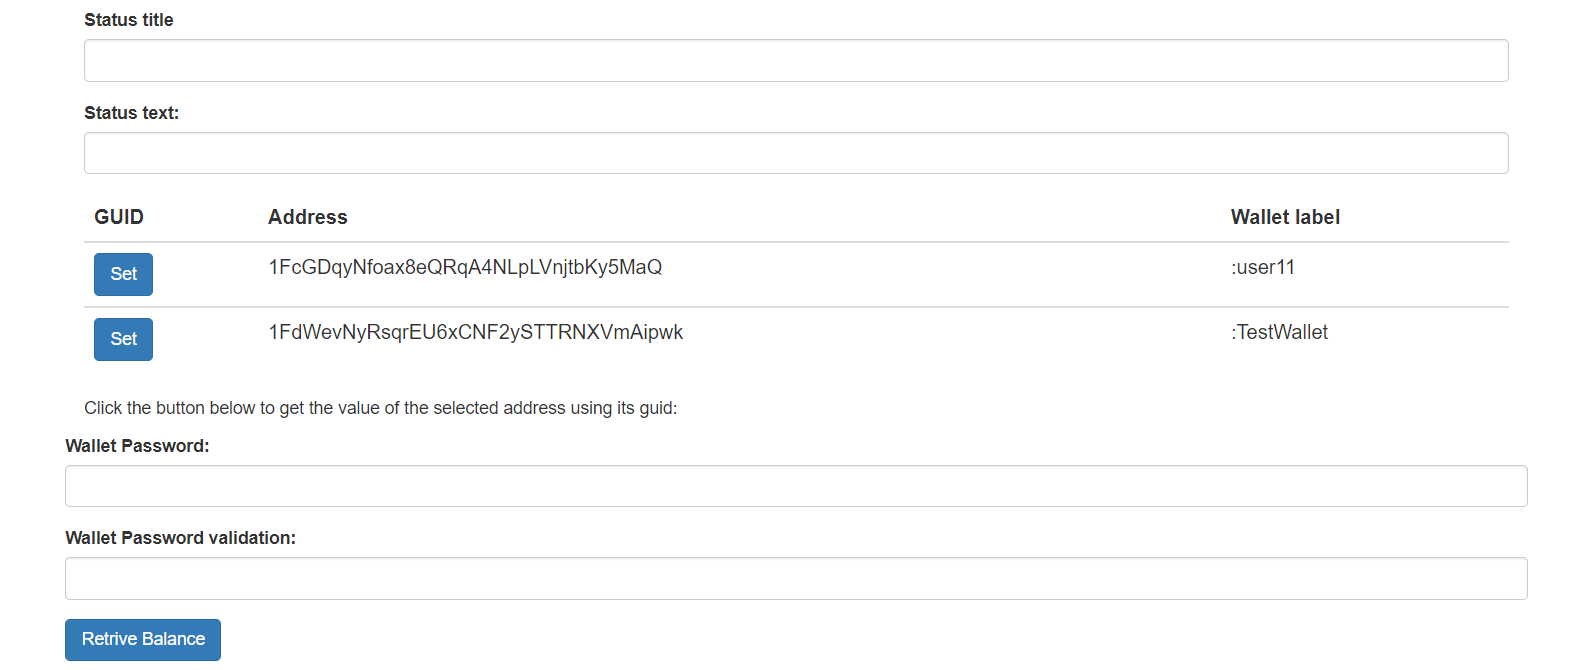 Status title
Status text:
GUID Address Wallet label
Set 1FcGDqyNfoax8eQRqA4NLpLVnjtbKy5MaQ :user11
Set 1FdWevNyRsqrEU6xCNF2ySTTRNXVmAipwk :TestWallet
Click the button below to get the value of the selected address using its guid:
Wallet Password:
Wallet Password validation:
Retrive Balance